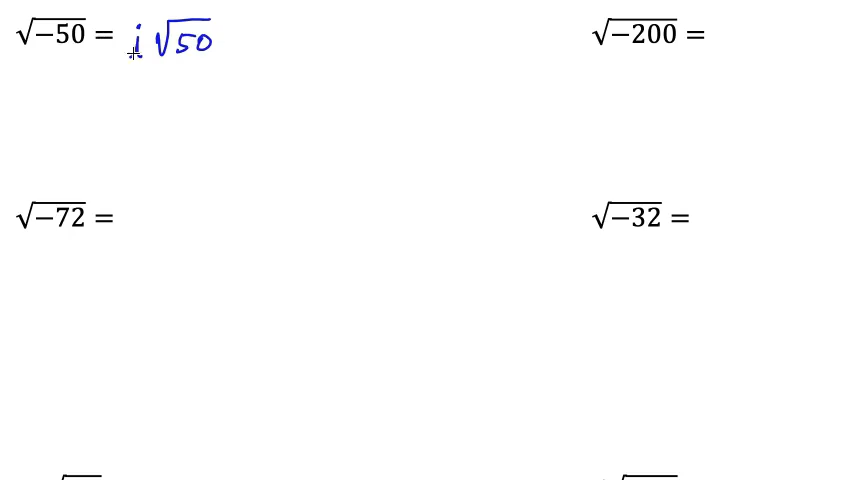 √−50 = i √50
√−200 =
√−72 =
√−32 =